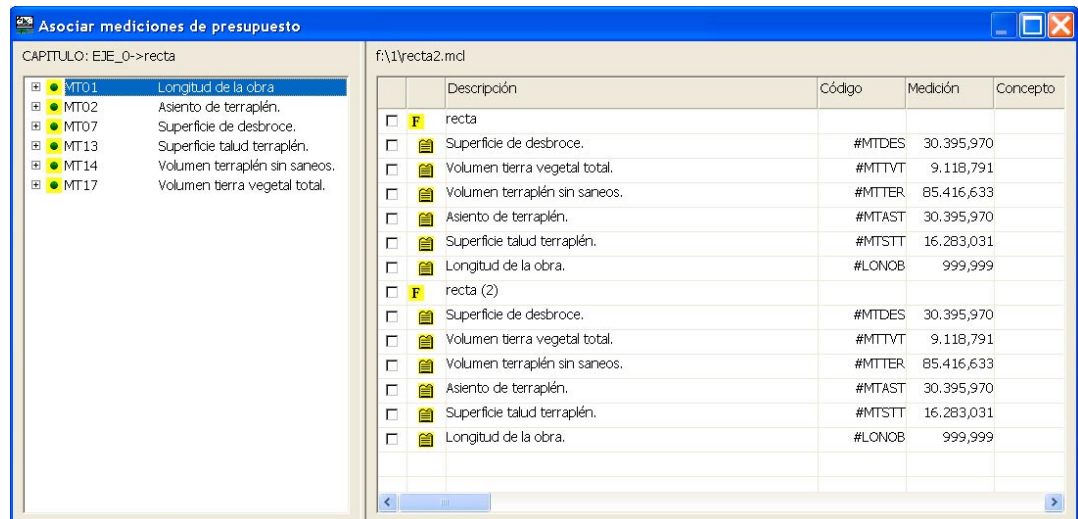 Asociar mediciones de presupuesto
CAPITULO: EJE_0->recta
f:\1\recta2.mcl
MT01 Longitud de la obra
MT02 Asiento de terraplén.
MT07 Superficie de desbroce.
MT13 Superficie talud terraplén.
MT14 Volumen terraplén sin saneos.
MT17 Volumen tierra vegetal total.
Descripción Código Medición Concepto
F recta
Superficie de desbroce. #MTDES 30.395,970
Volumen tierra vegetal total. #MTTVT 9.118,791
Volumen terraplén sin saneos. #MTTER 85.416,633
Asiento de terraplén. #MTAST 30.395,970
Superficie talud terraplén. #MTSTT 16.283,031
Longitud de la obra. #LONOB 999,999
F recta (2)
Superficie de desbroce. #MTDES 30.395,970
Volumen tierra vegetal total. #MTTVT 9.118,791
Volumen terraplén sin saneos. #MTTER 85.416,633
Asiento de terraplén. #MTAST 30.395,970
Superficie talud terraplén. #MTSTT 16.283,031
Longitud de la obra. #LONOB 999,999